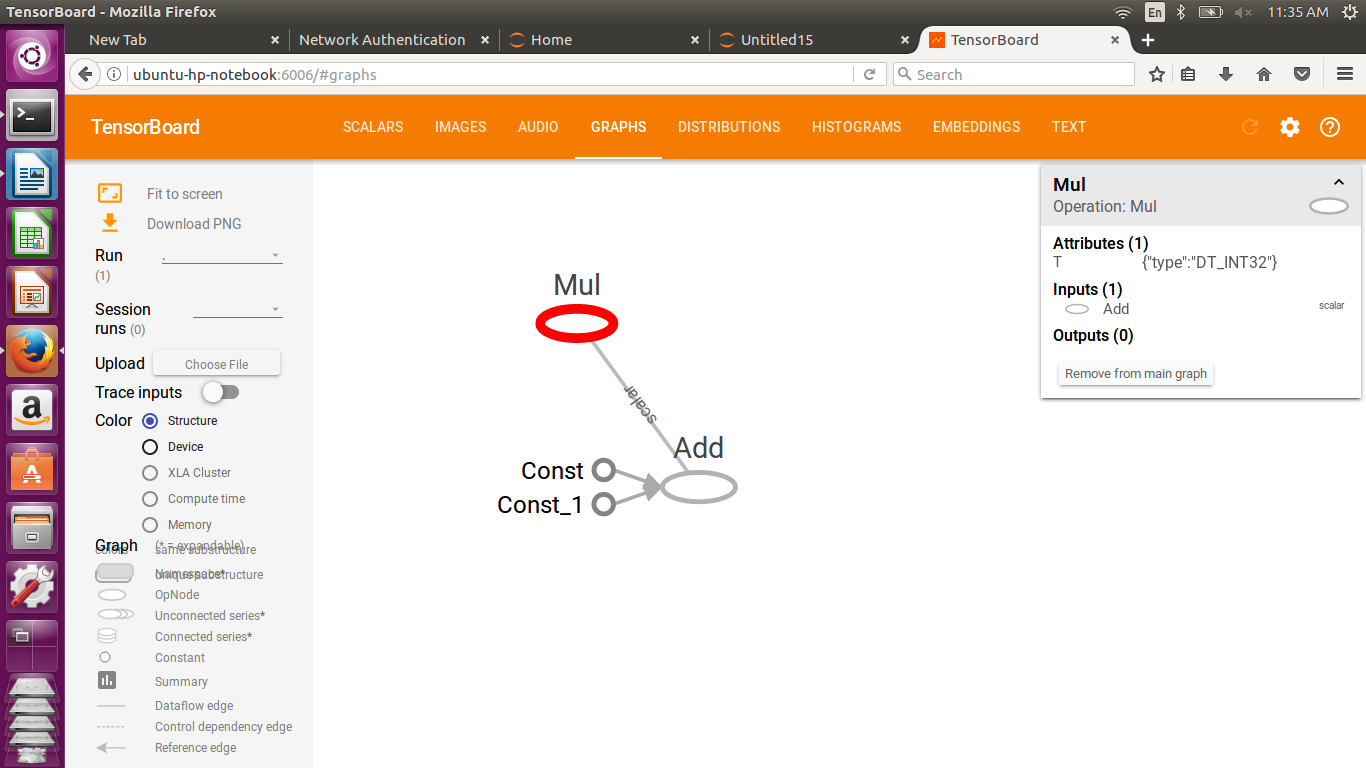 TensorBoard - Mozilla Firefox
En
11:35 AM
New Tab
Network Authentication
Home
Untitled15
TensorBoard
ubuntu-hp-notebook:6006/#graphs
Search
TensorBoard
SCALARS
IMAGES
AUDIO
GRAPHS
DISTRIBUTIONS
HISTOGRAMS
EMBEDDINGS
TEXT
Fit to screen
Download PNG
Run
(1)
.
Session
runs (0)
Upload
Choose File
Trace inputs
Color
Structure
Device
XLA Cluster
Compute time
Memory
Graph
(* = expandable)
colors
same substructure
Namespace*
unique substructure
OpNode
Unconnected series*
Connected series*
Constant
Summary
Dataflow edge
Control dependency edge
Reference edge
Mul
scalar
Add
Const
Const_1
Mul
Operation: Mul
Attributes (1)
T
{"type":"DT_INT32"}
Inputs (1)
Add
scalar
Outputs (0)
Remove from main graph